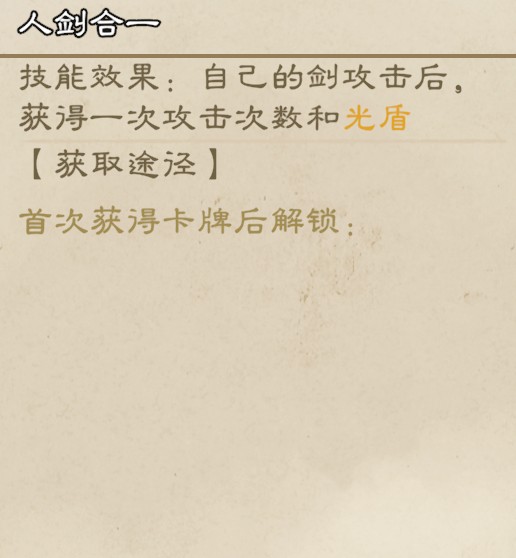 人剑合一
技能效果：自己的剑攻击后，
获得一次攻击次数和光盾
【获取途径】
首次获得卡牌后解锁：